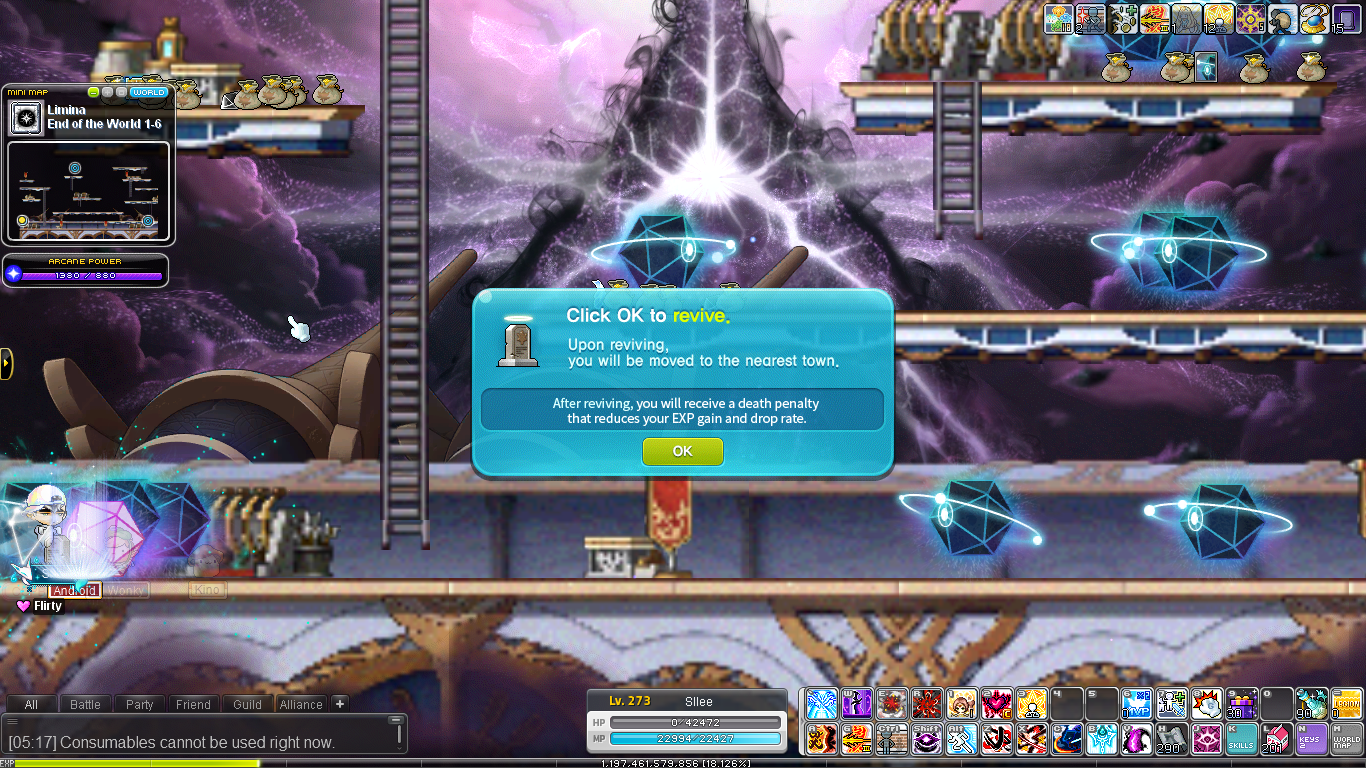 MINI MAP
WORLD
Limina
End of the World 1-6
ARCANE POWER
1380 / 880
Click OK to revive.
Upon reviving,
you will be moved to the nearest town.
After reviving, you will receive a death penalty
that reduces your EXP gain and drop rate.
OK
Android
Wonky
Kino
Flirty
All
Battle
Party
Friend
Guild
Alliance
+
[05:17] Consumables cannot be used right now.
Lv. 273
Sllee
HP
0/42472
MP
22994/22427
KEYS
SKILLS
WORLD
MAP
EXP
1,197,461,579,856 [18.126%]